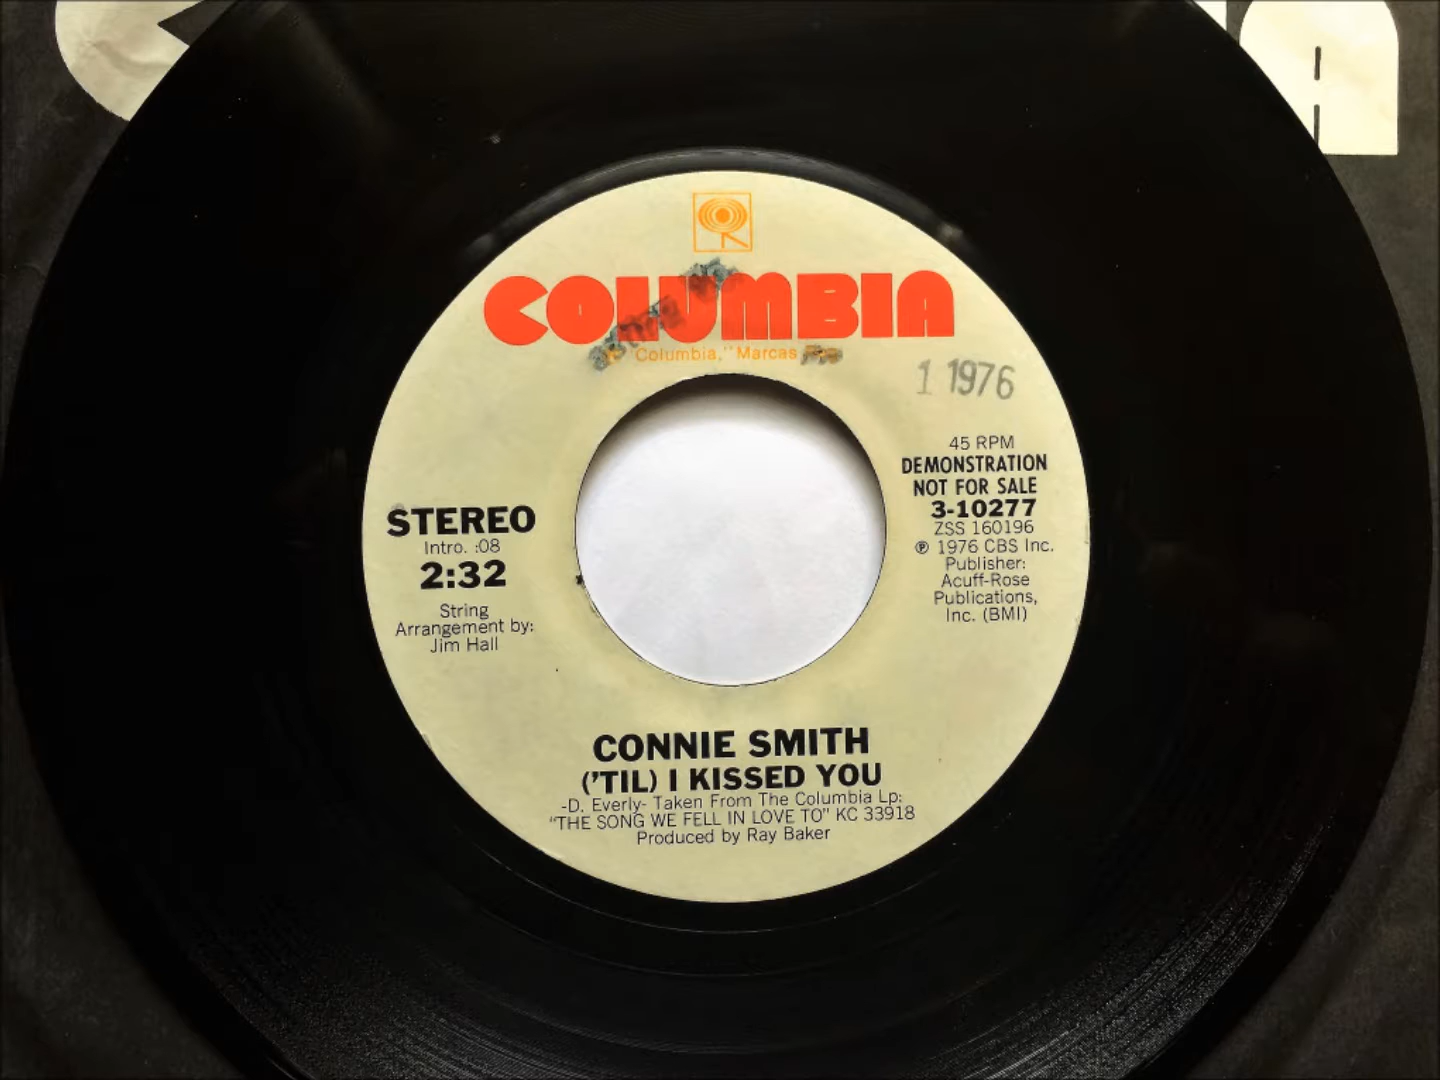 COLUMBIA
"Columbia," Marcas
1 1976
45 RPM
DEMONSTRATION
NOT FOR SALE
3-10277
ZSS 160196
℗ 1976 CBS Inc.
Publisher:
Acuff-Rose
Publications,
Inc. (BMI)
STEREO
Intro. :08
2:32
String
Arrangement by:
Jim Hall
CONNIE SMITH
('TIL) I KISSED YOU
-D. Everly- Taken From The Columbia Lp:
"THE SONG WE FELL IN LOVE TO" KC 33918
Produced by Ray Baker